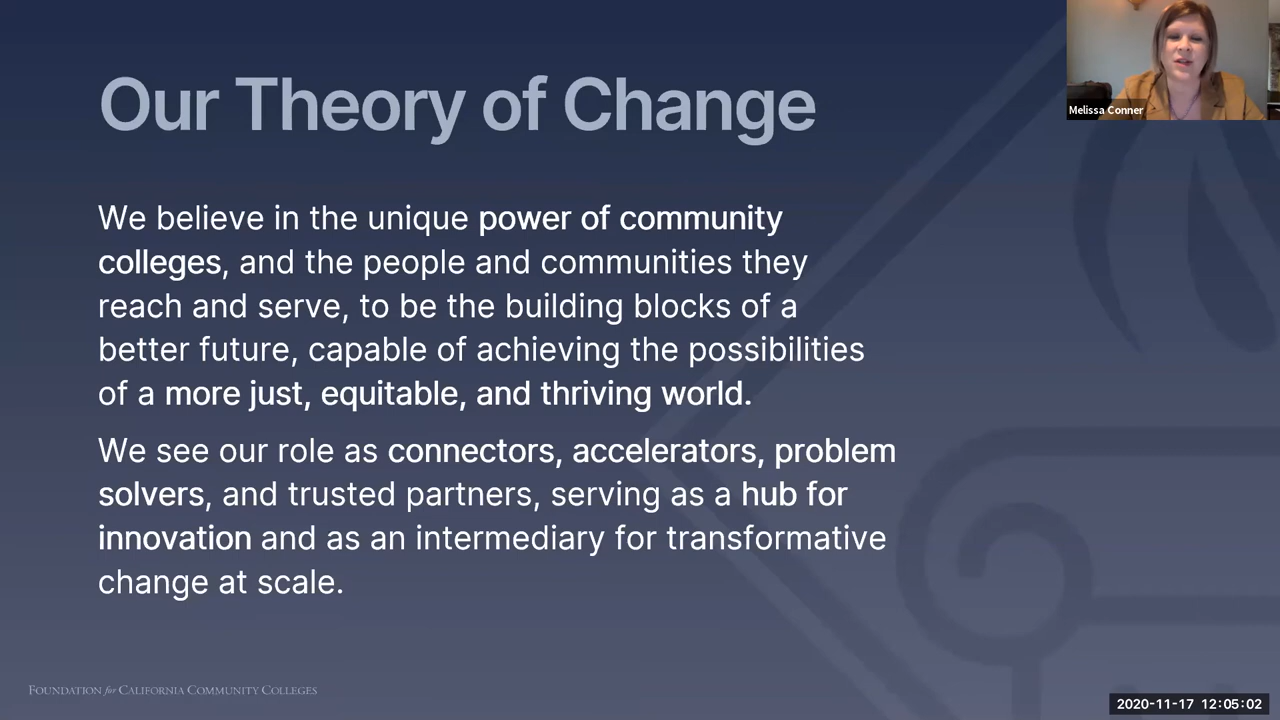 Our Theory of Change
We believe in the unique power of community
colleges, and the people and communities they
reach and serve, to be the building blocks of a
better future, capable of achieving the possibilities
of a more just, equitable, and thriving world.
We see our role as connectors, accelerators, problem
solvers, and trusted partners, serving as a hub for
innovation and as an intermediary for transformative
change at scale.
Melissa Conner
FOUNDATION for CALIFORNIA COMMUNITY COLLEGES
2020-11-17 12:05:02